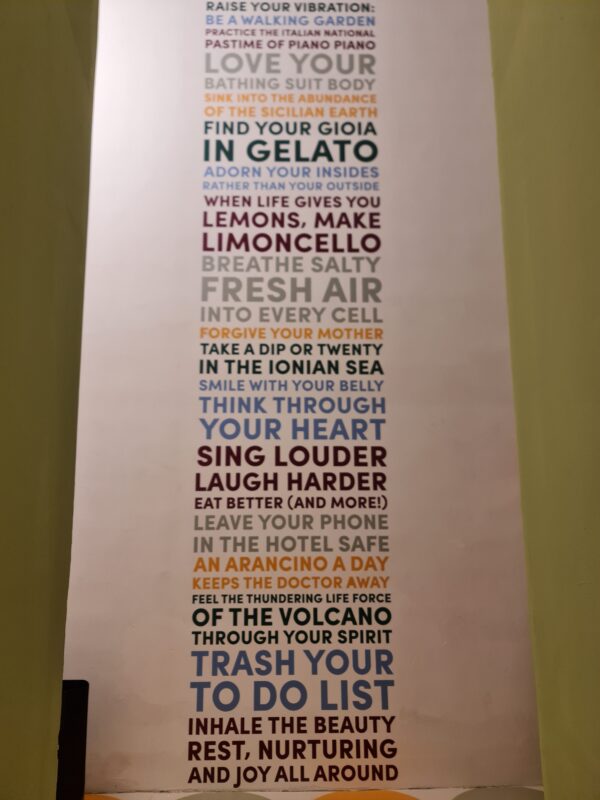 RAISE YOUR VIBRATION:
BE A WALKING GARDEN
PRACTICE THE ITALIAN NATIONAL
PASTIME OF PIANO PIANO
LOVE YOUR
BATHING SUIT BODY
SINK INTO THE ABUNDANCE
OF THE SICILIAN EARTH
FIND YOUR GIOIA
IN GELATO
ADORN YOUR INSIDES
RATHER THAN YOUR OUTSIDE
WHEN LIFE GIVES YOU
LEMONS, MAKE
LIMONCELLO
BREATHE SALTY
FRESH AIR
INTO EVERY CELL
FORGIVE YOUR MOTHER
TAKE A DIP OR TWENTY
IN THE IONIAN SEA
SMILE WITH YOUR BELLY
THINK THROUGH
YOUR HEART
SING LOUDER
LAUGH HARDER
EAT BETTER (AND MORE!)
LEAVE YOUR PHONE
IN THE HOTEL SAFE
AN ARANCINO A DAY
KEEPS THE DOCTOR AWAY
FEEL THE THUNDERING LIFE FORCE
OF THE VOLCANO
THROUGH YOUR SPIRIT
TRASH YOUR
TO DO LIST
INHALE THE BEAUTY
REST, NURTURING
AND JOY ALL AROUND